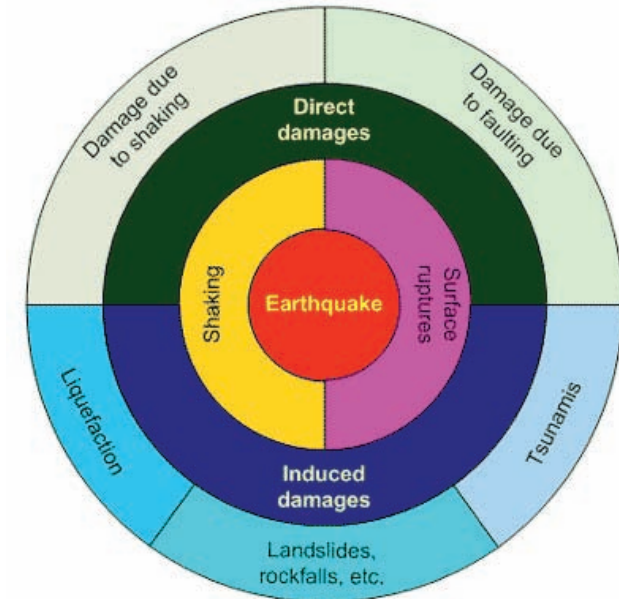 Damage due
to shaking
Damage due
to faulting
Direct
damages
Shaking
Earthquake
Surface
ruptures
Liquefaction
Induced
damages
Tsunamis
Landslides,
rockfalls, etc.